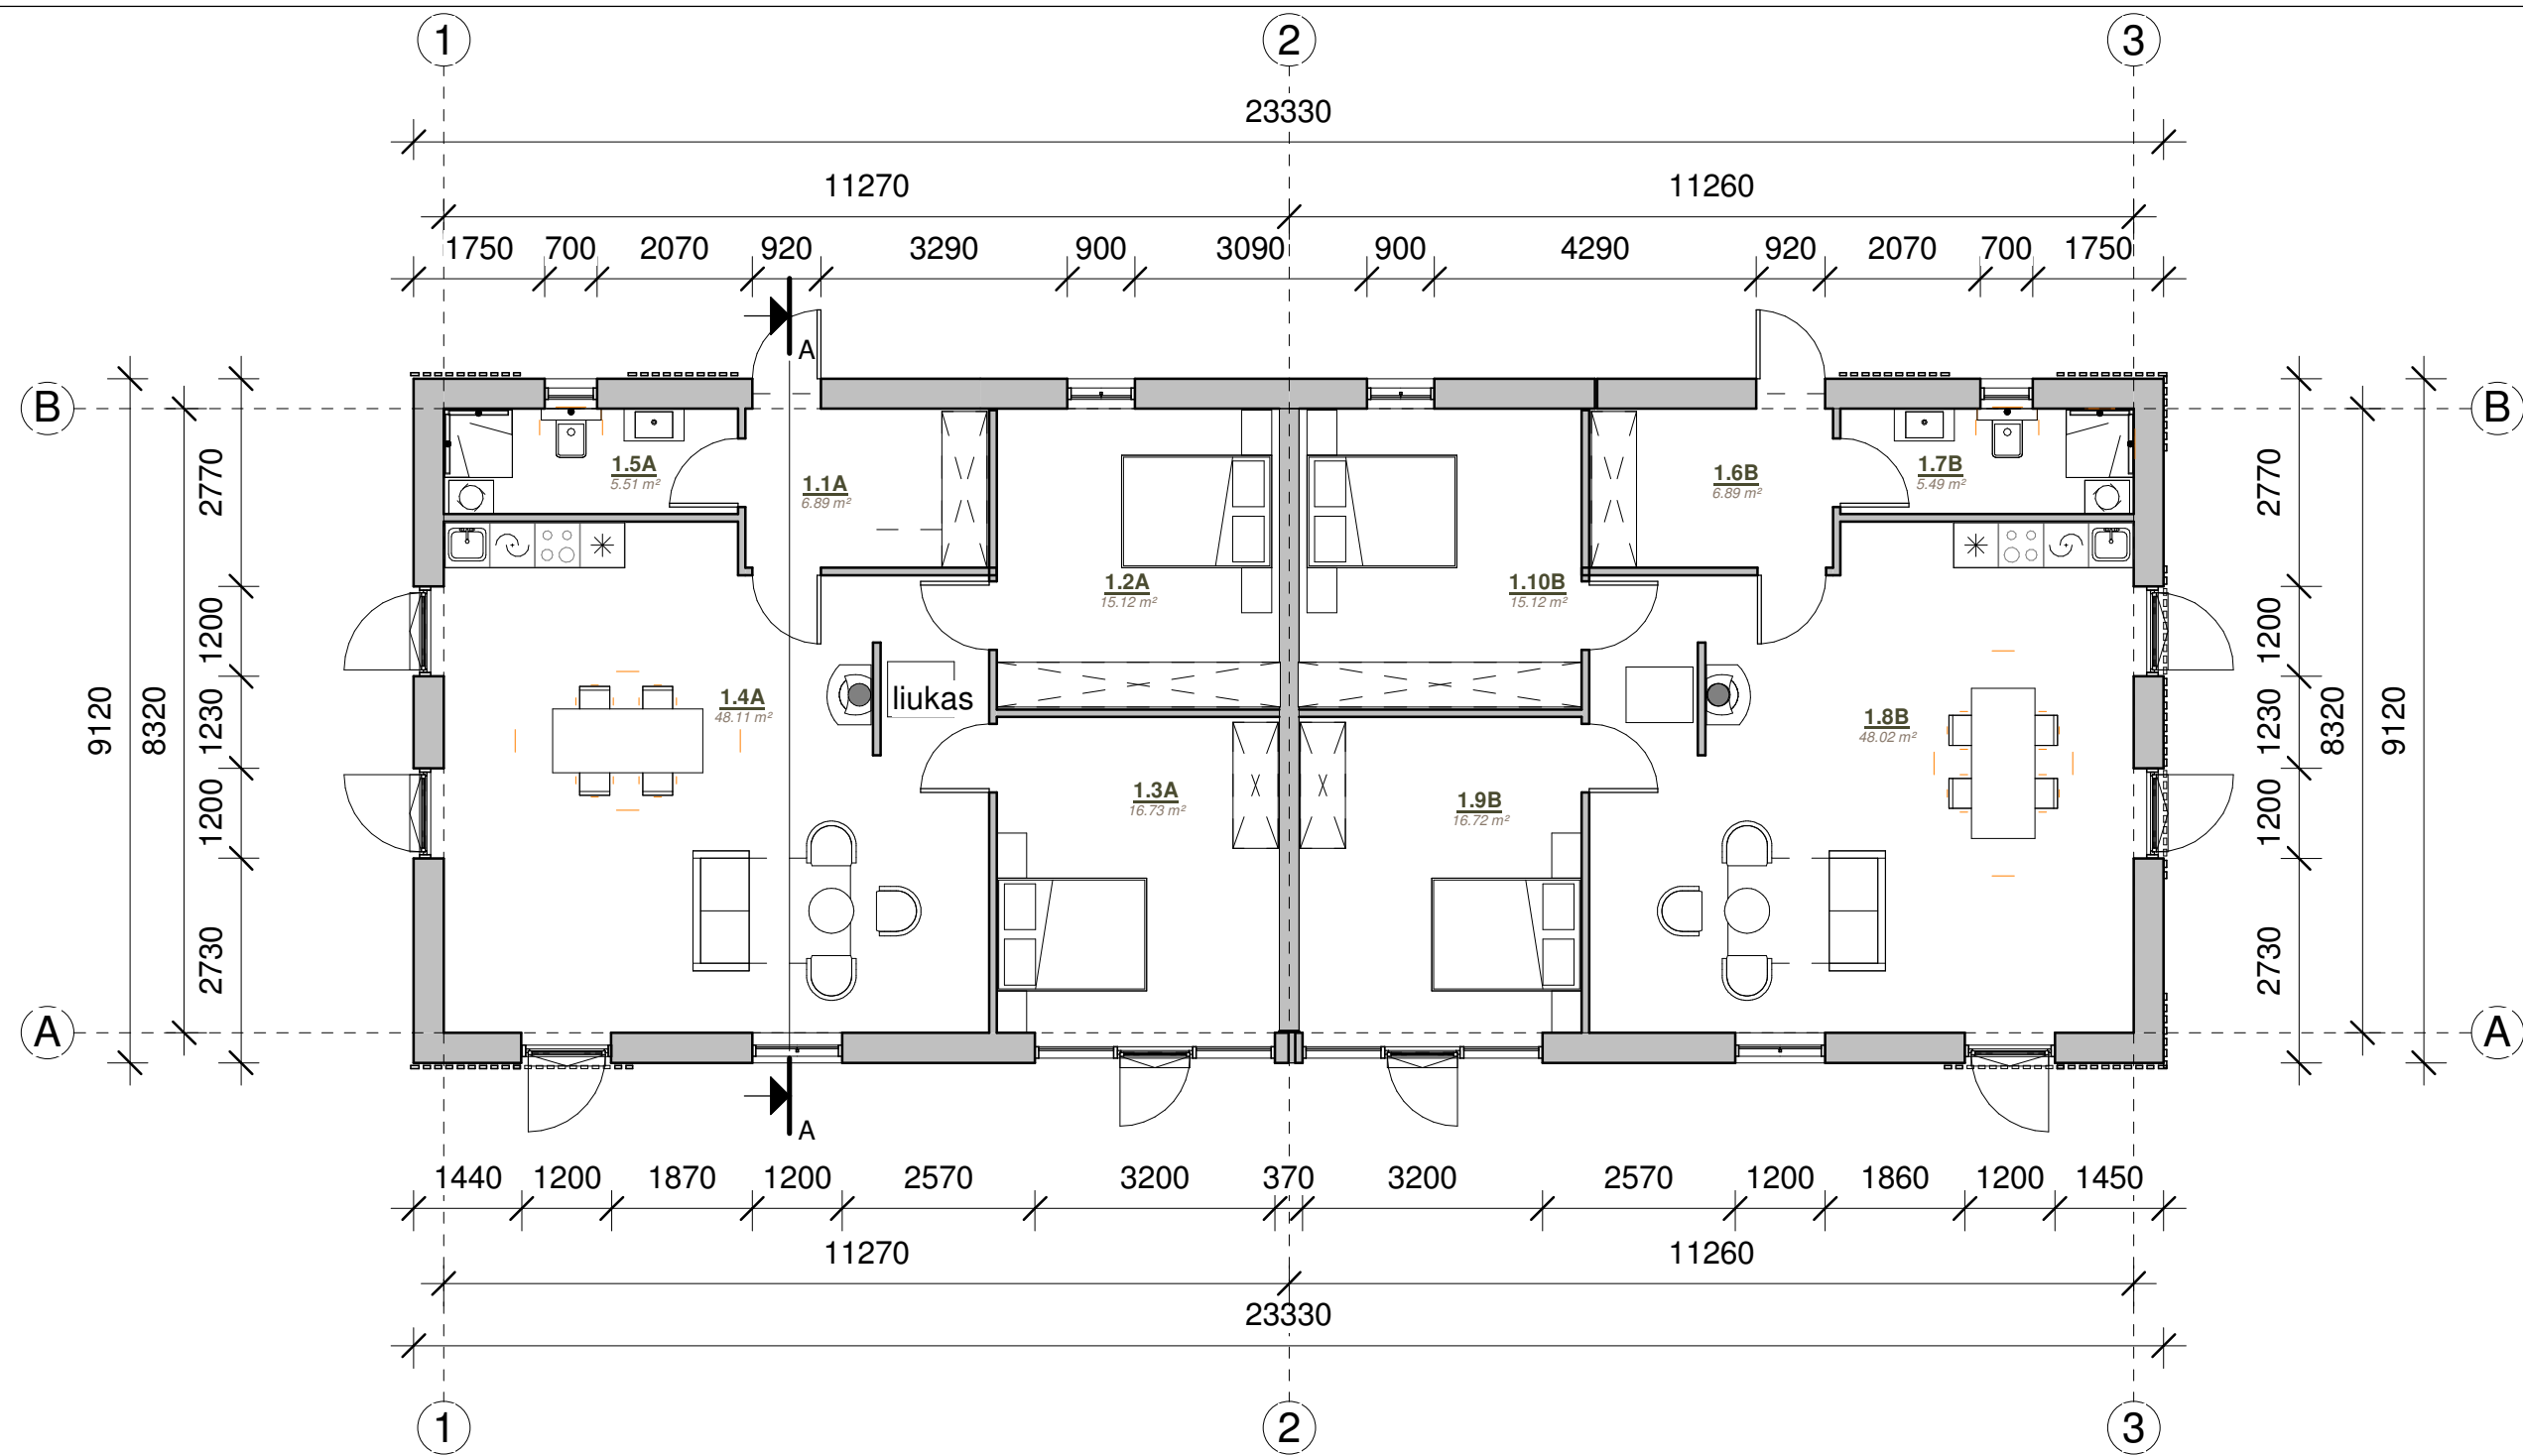 1 2 3
23330
11270 11260
1750 700 2070 920 3290 900 3090 900 4290 920 2070 700 1750
A
B B
1.5A
5.51 m²
1.1A
6.89 m²
1.6B
6.89 m²
1.7B
5.49 m²
2770 2770
1.2A
15.12 m²
1.10B
15.12 m²
1200 1200
1.4A
48.11 m²
liukas
1.8B
48.02 m²
9120 8320 1230 1230 8320 9120
1.3A
16.73 m²
1.9B
16.72 m²
1200 1200
2730 2730
A A
A
1440 1200 1870 1200 2570 3200 370 3200 2570 1200 1860 1200 1450
11270 11260
23330
1 2 3